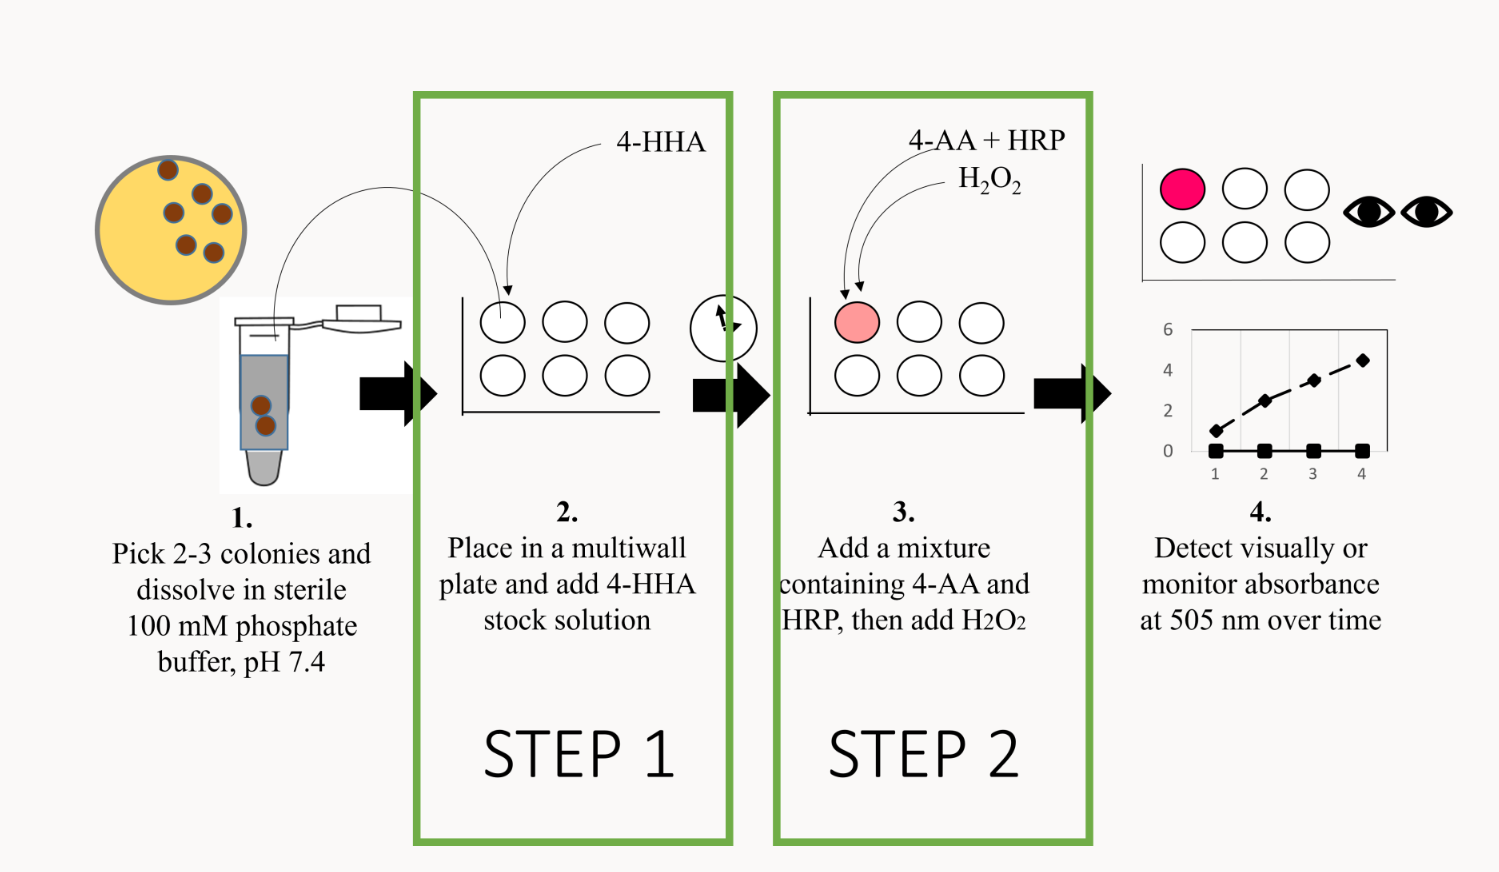 4-HHA
4-AA + HRP
H₂O₂
6
4
2
0
1 2 3 4
1.
Pick 2-3 colonies and
dissolve in sterile
100 mM phosphate
buffer, pH 7.4
2.
Place in a multiwall
plate and add 4-HHA
stock solution
3.
Add a mixture
containing 4-AA and
HRP, then add H2O2
4.
Detect visually or
monitor absorbance
at 505 nm over time
STEP 1
STEP 2